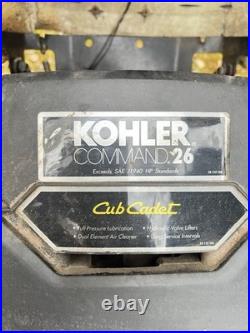 KOHLER
COMMAND 26
Exceeds SAE J1940 HP Standards
Cub Cadet
• Full Pressure Lubrication
• Hydraulic Valve Lifters
• Dual Element Air Cleaner
• Long Service Intervals